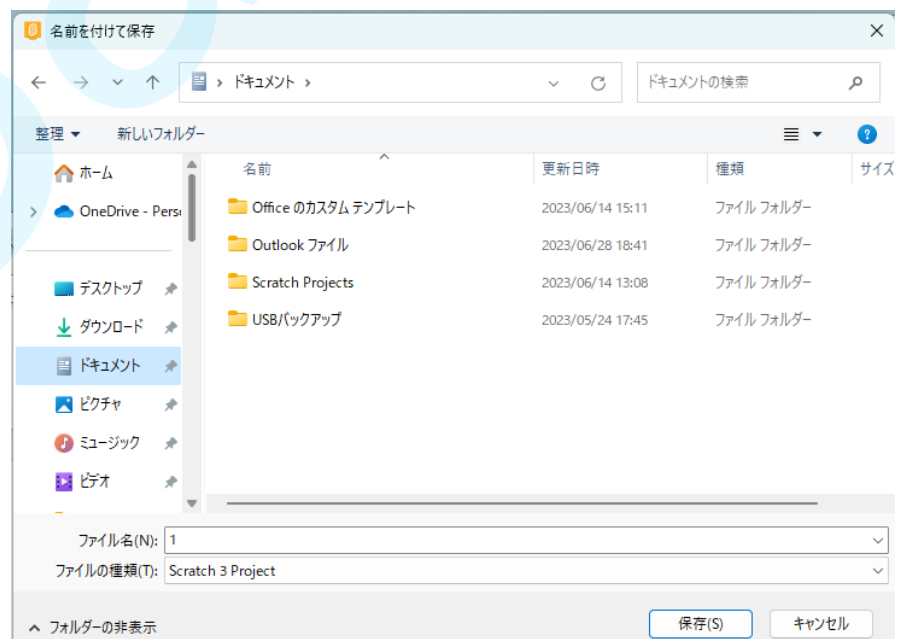 名前を付けて保存
ドキュメント
ドキュメントの検索
整理
新しいフォルダー
名前
更新日時
種類
サイズ
ホーム
OneDrive - Perso
デスクトップ
ダウンロード
ドキュメント
ピクチャ
ミュージック
ビデオ
Office のカスタム テンプレート 2023/06/14 15:11 ファイル フォルダー
Outlook ファイル 2023/06/28 18:41 ファイル フォルダー
Scratch Projects 2023/06/14 13:08 ファイル フォルダー
USBバックアップ 2023/05/24 17:45 ファイル フォルダー
ファイル名(N): 1
ファイルの種類(T): Scratch 3 Project
フォルダーの非表示
保存(S)
キャンセル